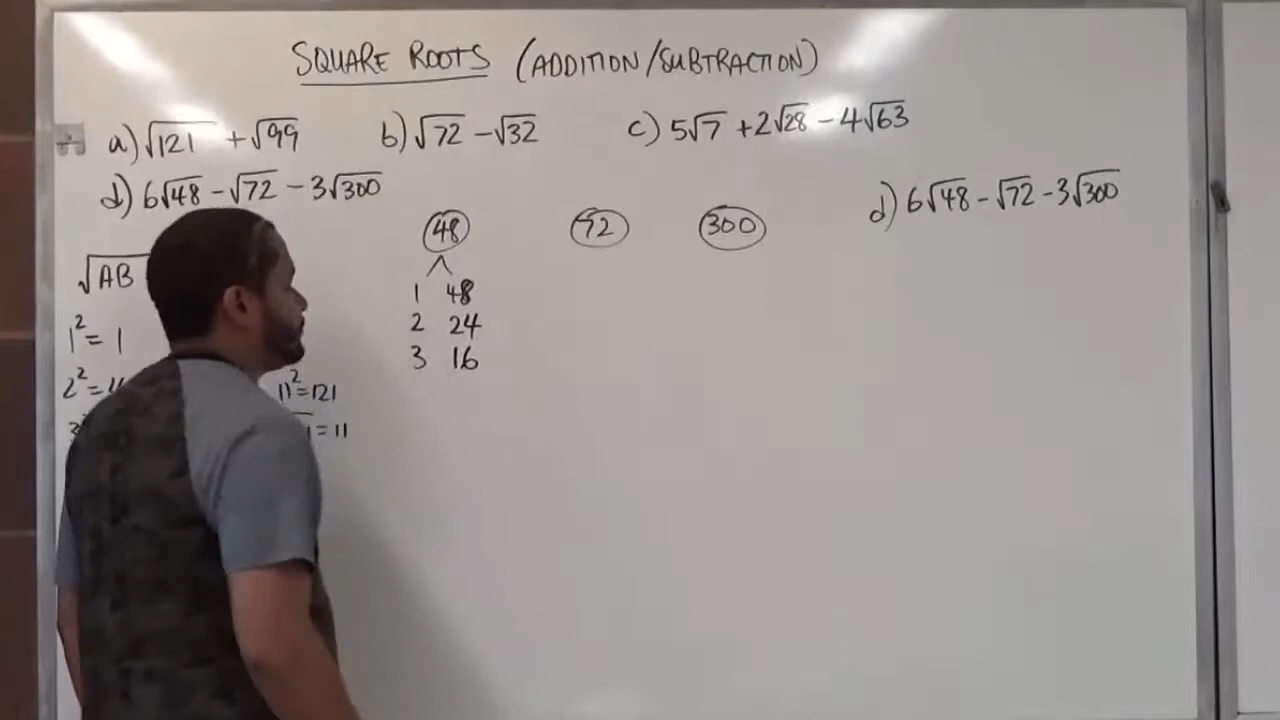 SQUARE ROOTS (ADDITION/SUBTRACTION)
a) √121 + √99 b) √72 - √32 c) 5√7 + 2√28 - 4√63
d) 6√48 - √72 - 3√300 d) 6√48 - √72 - 3√300
48 72 300
√AB
1 48
1² = 1 2 24
3 16
2² = 11² = 121
= 11